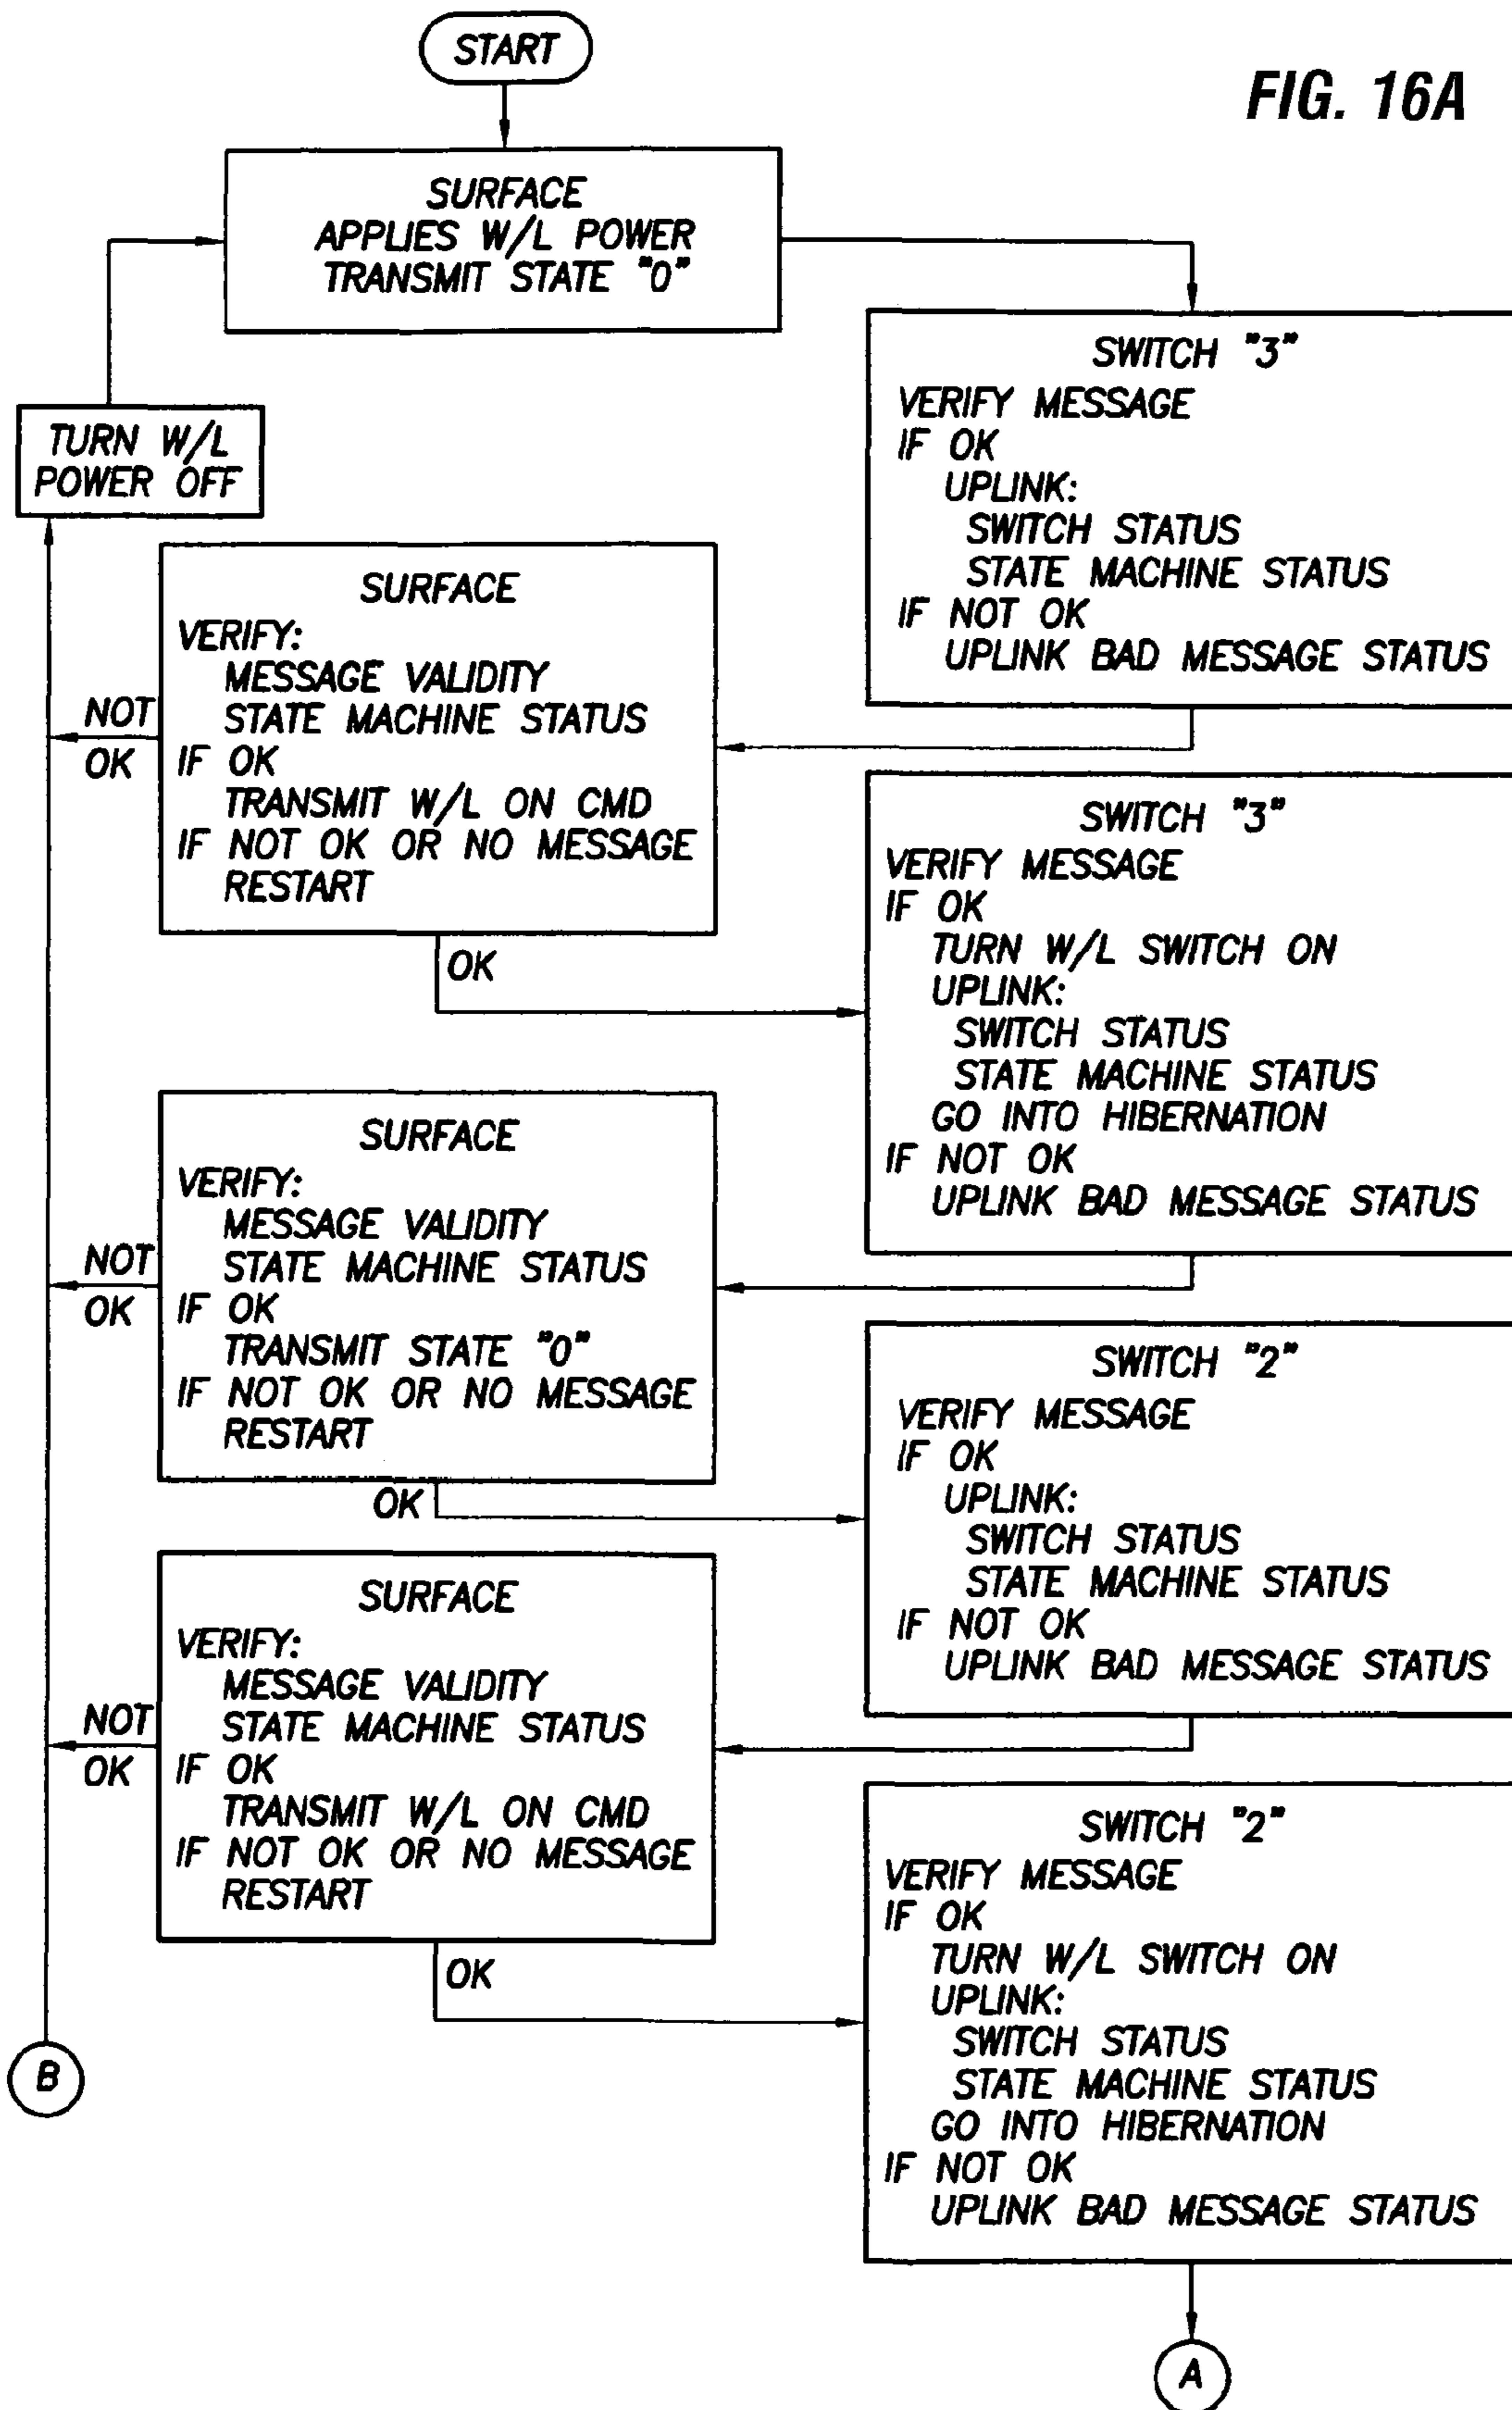 START
FIG. 16A
SURFACE
APPLIES W/L POWER
TRANSMIT STATE "0"
TURN W/L
POWER OFF
SWITCH "3"
VERIFY MESSAGE
IF OK
UPLINK:
SWITCH STATUS
STATE MACHINE STATUS
IF NOT OK
UPLINK BAD MESSAGE STATUS
SURFACE
VERIFY:
MESSAGE VALIDITY
STATE MACHINE STATUS
IF OK
TRANSMIT W/L ON CMD
IF NOT OK OR NO MESSAGE
RESTART
NOT
OK
OK
SWITCH "3"
VERIFY MESSAGE
IF OK
TURN W/L SWITCH ON
UPLINK:
SWITCH STATUS
STATE MACHINE STATUS
GO INTO HIBERNATION
IF NOT OK
UPLINK BAD MESSAGE STATUS
SURFACE
VERIFY:
MESSAGE VALIDITY
STATE MACHINE STATUS
IF OK
TRANSMIT STATE "0"
IF NOT OK OR NO MESSAGE
RESTART
NOT
OK
OK
SWITCH "2"
VERIFY MESSAGE
IF OK
UPLINK:
SWITCH STATUS
STATE MACHINE STATUS
IF NOT OK
UPLINK BAD MESSAGE STATUS
SURFACE
VERIFY:
MESSAGE VALIDITY
STATE MACHINE STATUS
IF OK
TRANSMIT W/L ON CMD
IF NOT OK OR NO MESSAGE
RESTART
NOT
OK
OK
SWITCH "2"
VERIFY MESSAGE
IF OK
TURN W/L SWITCH ON
UPLINK:
SWITCH STATUS
STATE MACHINE STATUS
GO INTO HIBERNATION
IF NOT OK
UPLINK BAD MESSAGE STATUS
B
A